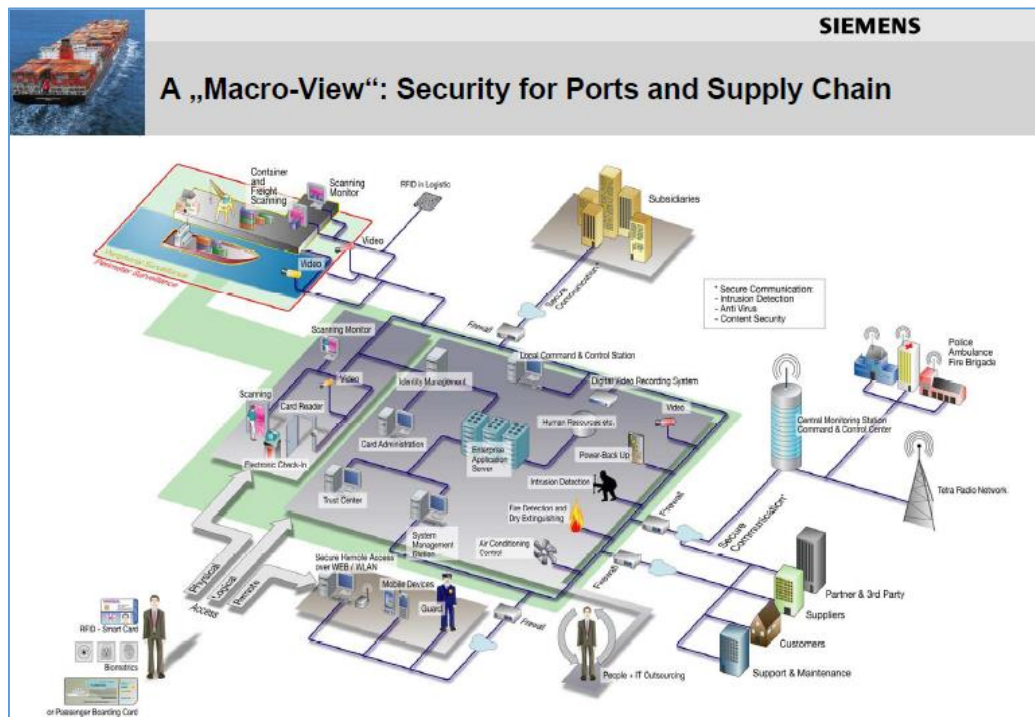 SIEMENS
A „Macro-View“: Security for Ports and Supply Chain
Container
and
Freight
Scanning
Scanning
Monitor
RFID in Logistic
Video
Video
Peripheral Surveillance
Perimeter Surveillance
Subsidiaries
Secure
Communication*
Firewall
* Secure Communication:
- Intrusion Detection
- Anti Virus
- Content Security
Police
Ambulance
Fire Brigade
Scanning Monitor
Local Command & Control Station
Identity Management
Digital Video Recording System
Video
Scanning
Card Reader
Video
Human Resources etc.
Central Monitoring Station
Command & Control Center
Card Administration
Enterprise
Application
Server
Power-Back Up
Electronic Check-In
Intrusion Detection
Trust Center
Firewall
Tetra Radio Network
Fire Detection and
Dry Extinguishing
Secure
Communication*
System
Management
Station
Air Conditioning
Control
Firewall
Physical
Logical
Remote
Access
Secure Remote Access
over WEB / WLAN
Mobile Devices
Guard
Firewall
Partner & 3rd Party
Suppliers
Customers
Support & Maintenance
RFID - Smart Card
Biometrics
or Passenger Boarding Card
People + IT Outsourcing